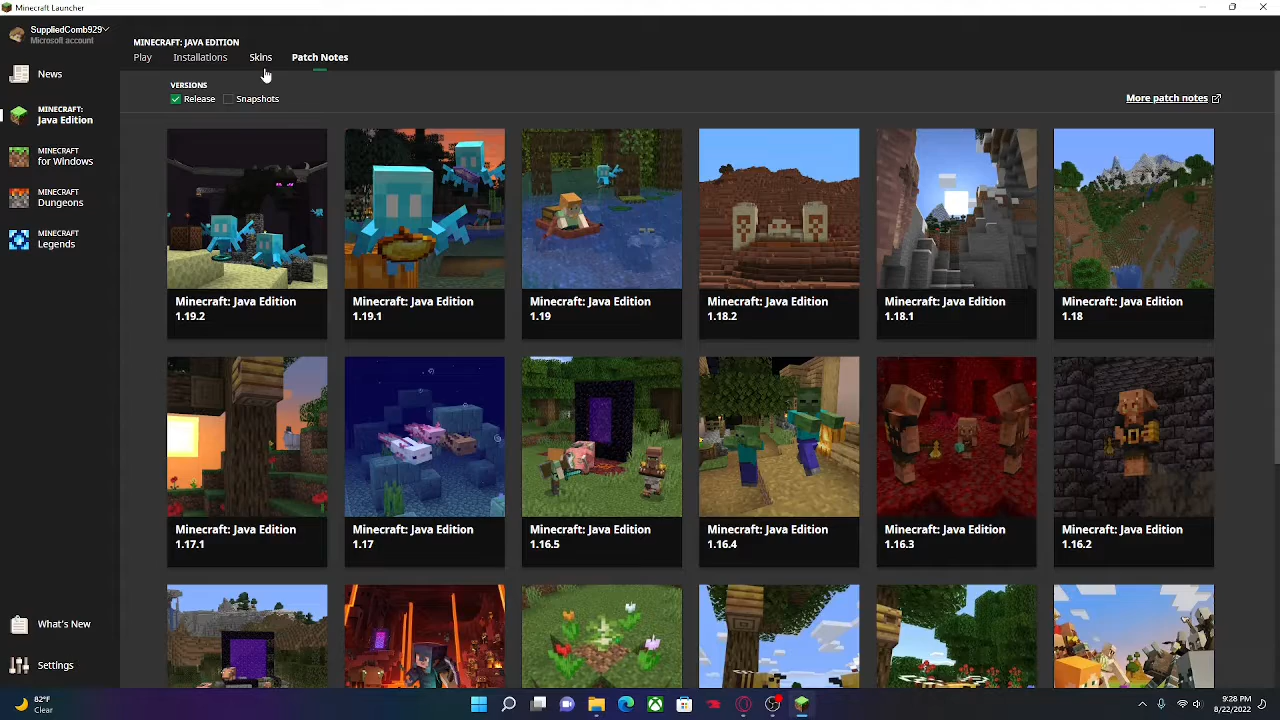 Minecraft Launcher
SuppliedComb929
Microsoft account
MINECRAFT: JAVA EDITION
Play
Installations
Skins
Patch Notes
News
MINECRAFT:
Java Edition
MINECRAFT
for Windows
MINECRAFT
Dungeons
MINECRAFT
Legends
What's New
Settings
VERSIONS
Release
Snapshots
More patch notes
Minecraft: Java Edition
1.19.2
Minecraft: Java Edition
1.19.1
Minecraft: Java Edition
1.19
Minecraft: Java Edition
1.18.2
Minecraft: Java Edition
1.18.1
Minecraft: Java Edition
1.18
Minecraft: Java Edition
1.17.1
Minecraft: Java Edition
1.17
Minecraft: Java Edition
1.16.5
Minecraft: Java Edition
1.16.4
Minecraft: Java Edition
1.16.3
Minecraft: Java Edition
1.16.2
82°F
Clear
9:28 PM
8/22/2022